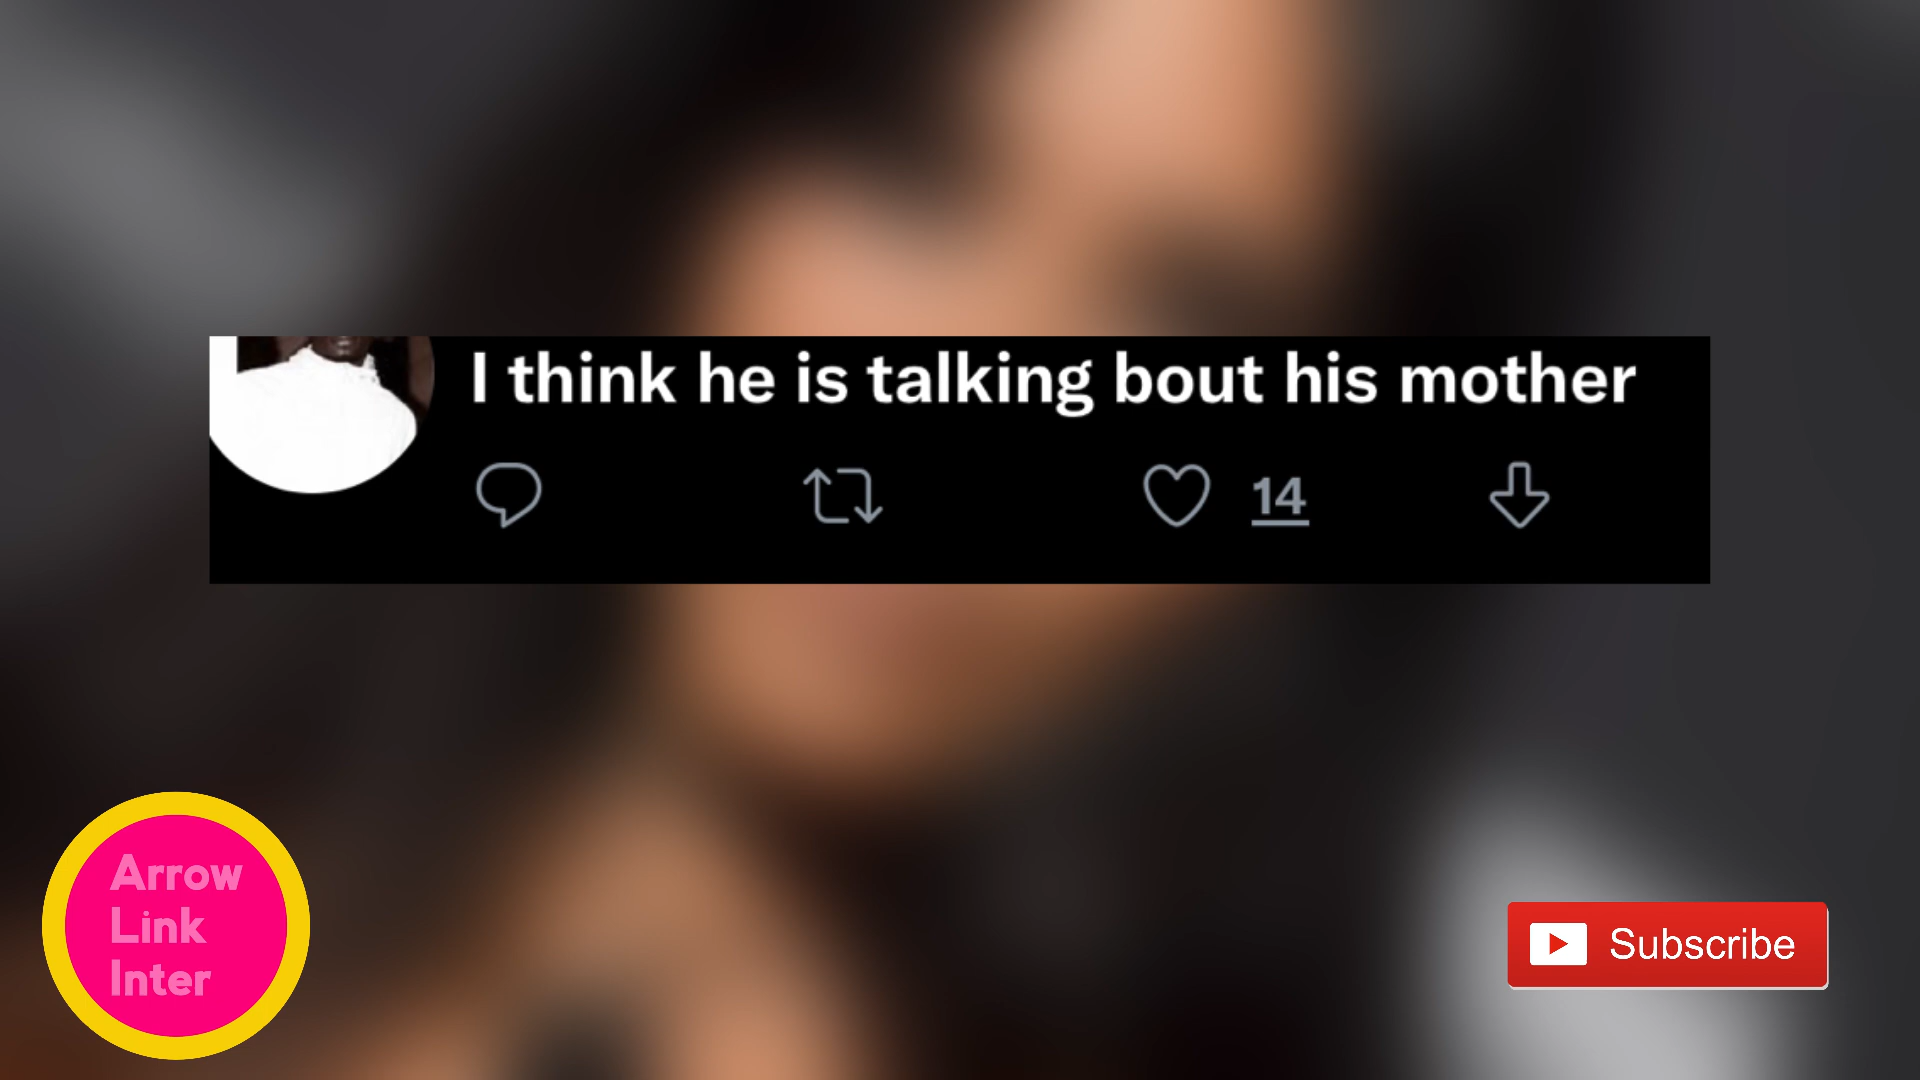 I think he is talking bout his mother
14
Arrow
Link
Inter
Subscribe